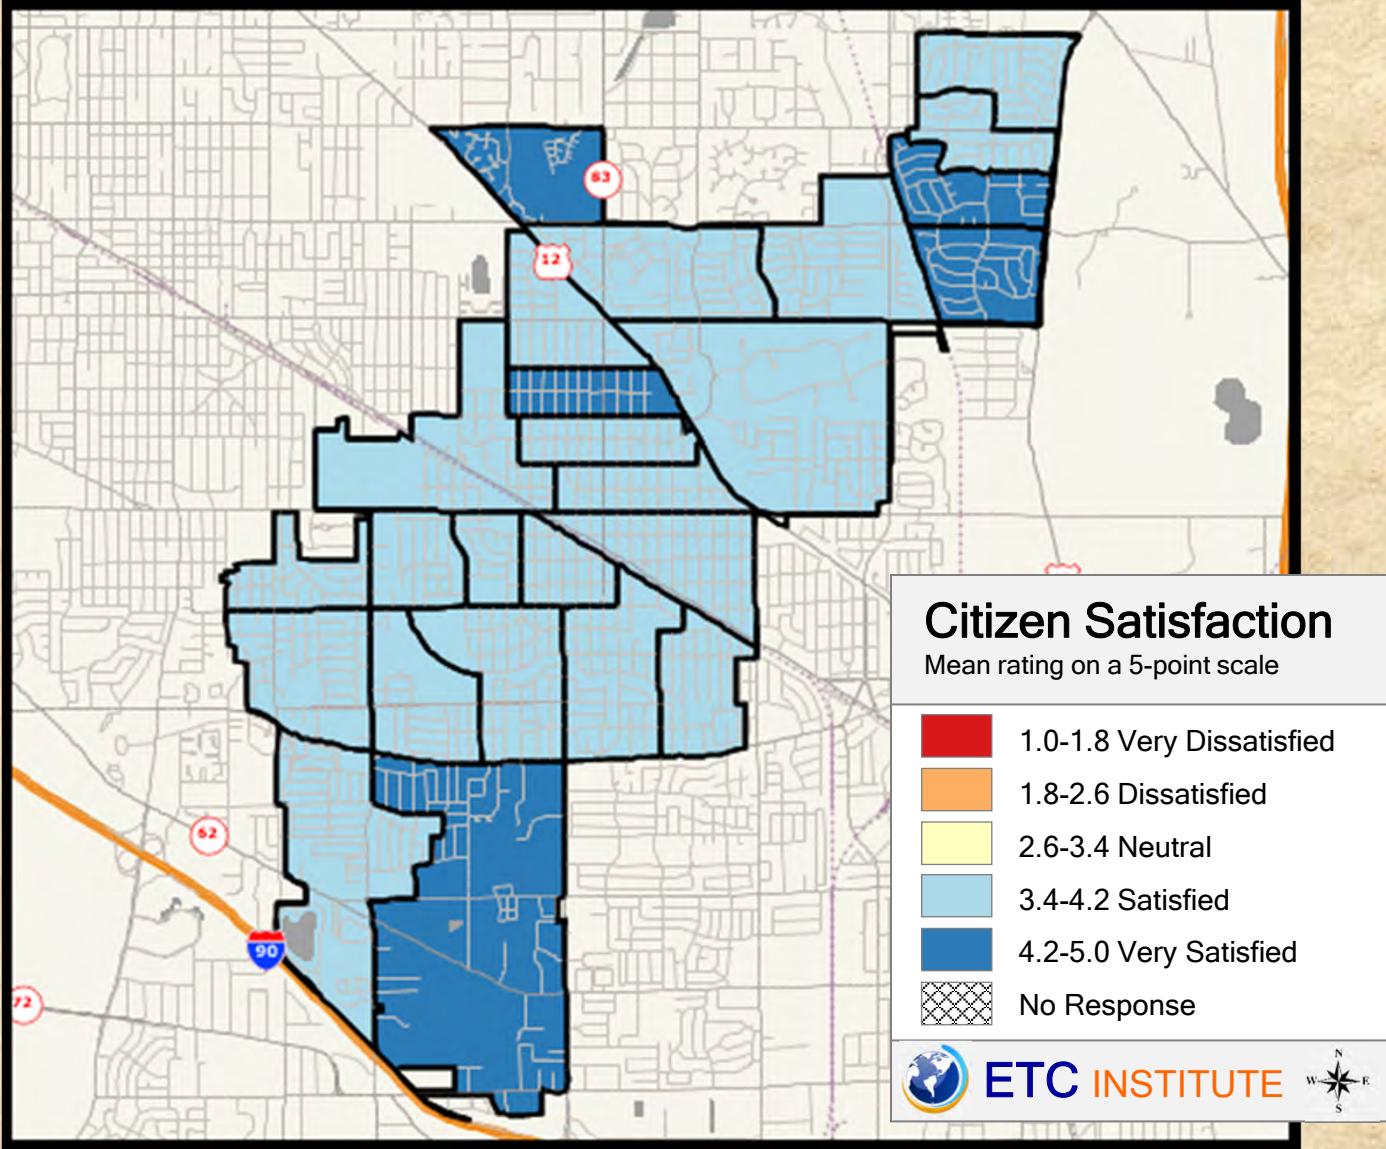 83
12
62
90
72
Citizen Satisfaction
Mean rating on a 5-point scale
1.0-1.8 Very Dissatisfied
1.8-2.6 Dissatisfied
2.6-3.4 Neutral
3.4-4.2 Satisfied
4.2-5.0 Very Satisfied
No Response
ETC INSTITUTE
N
W E
S